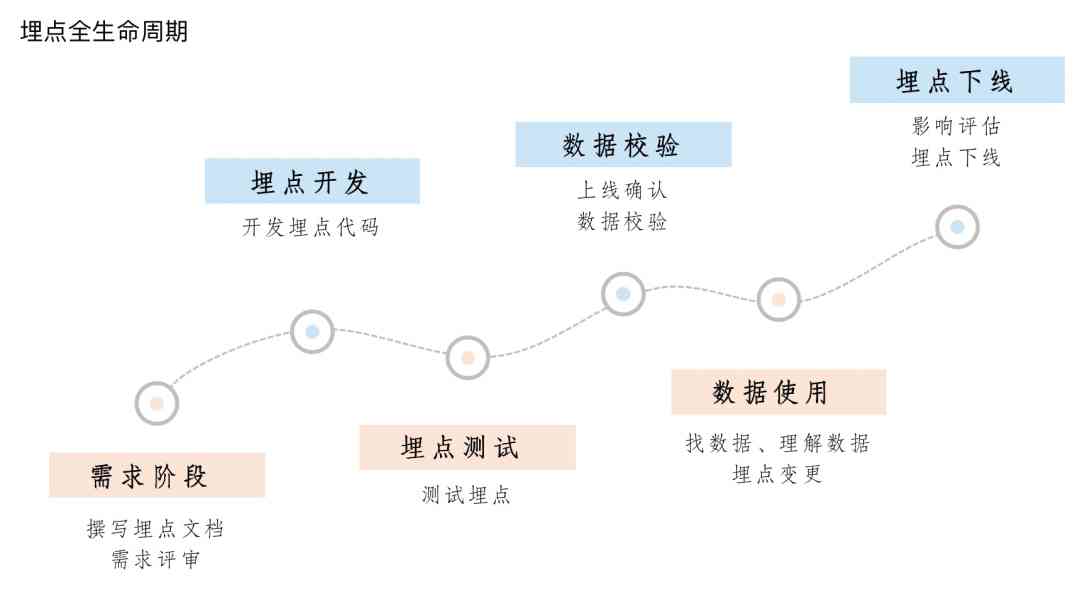 埋点全生命周期
需求阶段
撰写埋点文档
需求评审
埋点开发
开发埋点代码
埋点测试
测试埋点
数据校验
上线确认
数据校验
数据使用
找数据、理解数据
埋点变更
埋点下线
影响评估
埋点下线